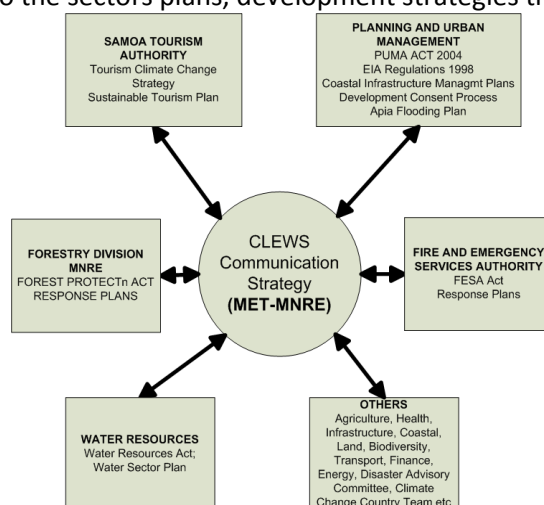 o the sectors plans, development strategies th
SAMOA TOURISM
AUTHORITY
Tourism Climate Change
Strategy
Sustainable Tourism Plan
PLANNING AND URBAN
MANAGEMENT
PUMA ACT 2004
EIA Regulations 1998
Coastal Infrastructure Managmt Plans
Development Consent Process
Apia Flooding Plan
CLEWS
Communication
Strategy
(MET-MNRE)
FORESTRY DIVISION
MNRE
FOREST PROTECTn ACT
RESPONSE PLANS
FIRE AND EMERGENCY
SERVICES AUTHORITY
FESA Act
Response Plans
WATER RESOURCES
Water Resources Act;
Water Sector Plan
OTHERS
Agriculture, Health,
Infrastructure, Coastal,
Land, Biodiversity,
Transport, Finance,
Energy, Disaster Advisory
Committee, Climate
Change Country Team etc